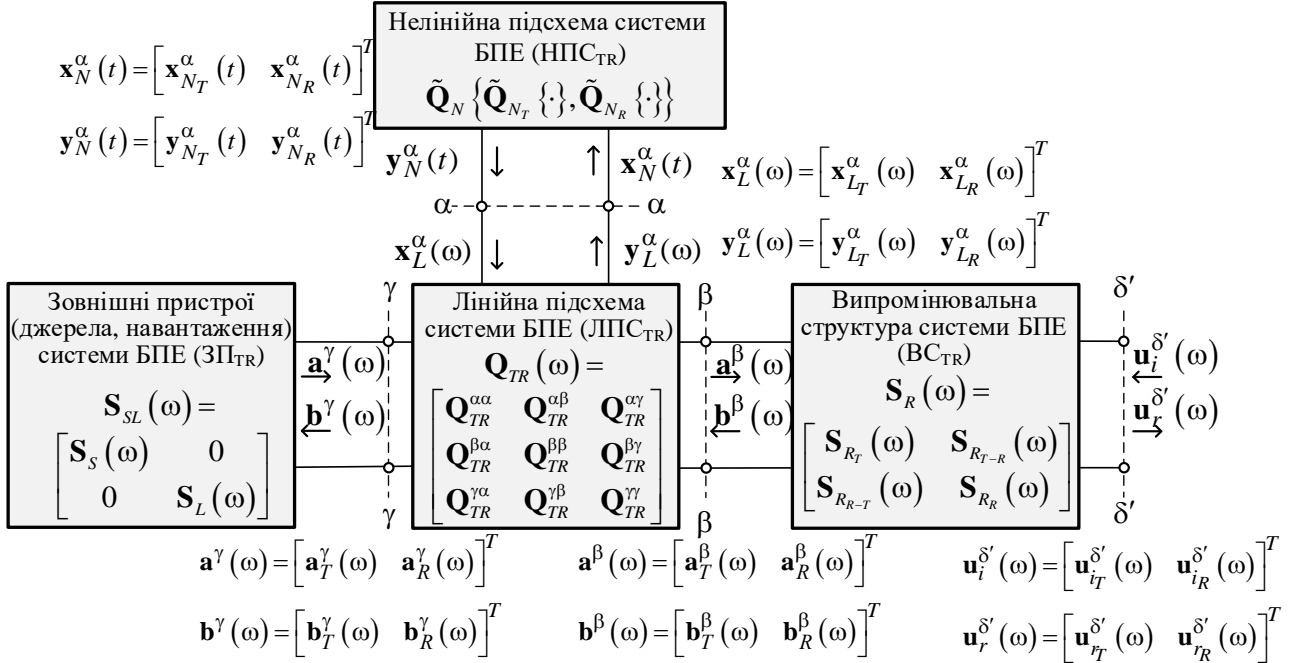 Нелінійна підсхема системи
БПЕ (НПС_TR)
Q̃_N {Q̃_{N_T} {·}, Q̃_{N_R} {·}}
x_N^α (t) = [x_{N_T}^α (t) x_{N_R}^α (t)]^T
y_N^α (t) = [y_{N_T}^α (t) y_{N_R}^α (t)]^T
y_N^α(t) ↓ ↑ x_N^α(t)
α α
x_L^α(ω) ↓ ↑ y_L^α(ω)
x_L^α (ω) = [x_{L_T}^α (ω) x_{L_R}^α (ω)]^T
y_L^α (ω) = [y_{L_T}^α (ω) y_{L_R}^α (ω)]^T
Зовнішні пристрої
(джерела, навантаження)
системи БПЕ (ЗП_TR)
S_SL (ω) =
[S_S (ω) 0
0 S_L (ω)]
γ
a^γ (ω)
→
b^γ (ω)
←
γ
Лінійна підсхема
системи БПЕ (ЛПС_TR)
Q_TR (ω) =
[Q_TR^αα Q_TR^αβ Q_TR^αγ
Q_TR^βα Q_TR^ββ Q_TR^βγ
Q_TR^γα Q_TR^γβ Q_TR^γγ]
β
a^β (ω)
→
b^β (ω)
←
β
Випромінювальна
структура системи БПЕ
(ВС_TR)
S_R (ω) =
[S_{R_T} (ω) S_{R_{T−R}} (ω)
S_{R_{R−T}} (ω) S_{R_R} (ω)]
δ′
u_i^δ′ (ω)
←
u_r^δ′ (ω)
→
δ′
a^γ (ω) = [a_T^γ (ω) a_R^γ (ω)]^T
b^γ (ω) = [b_T^γ (ω) b_R^γ (ω)]^T
a^β (ω) = [a_T^β (ω) a_R^β (ω)]^T
b^β (ω) = [b_T^β (ω) b_R^β (ω)]^T
u_i^δ′ (ω) = [u_{i_T}^δ′ (ω) u_{i_R}^δ′ (ω)]^T
u_r^δ′ (ω) = [u_{r_T}^δ′ (ω) u_{r_R}^δ′ (ω)]^T